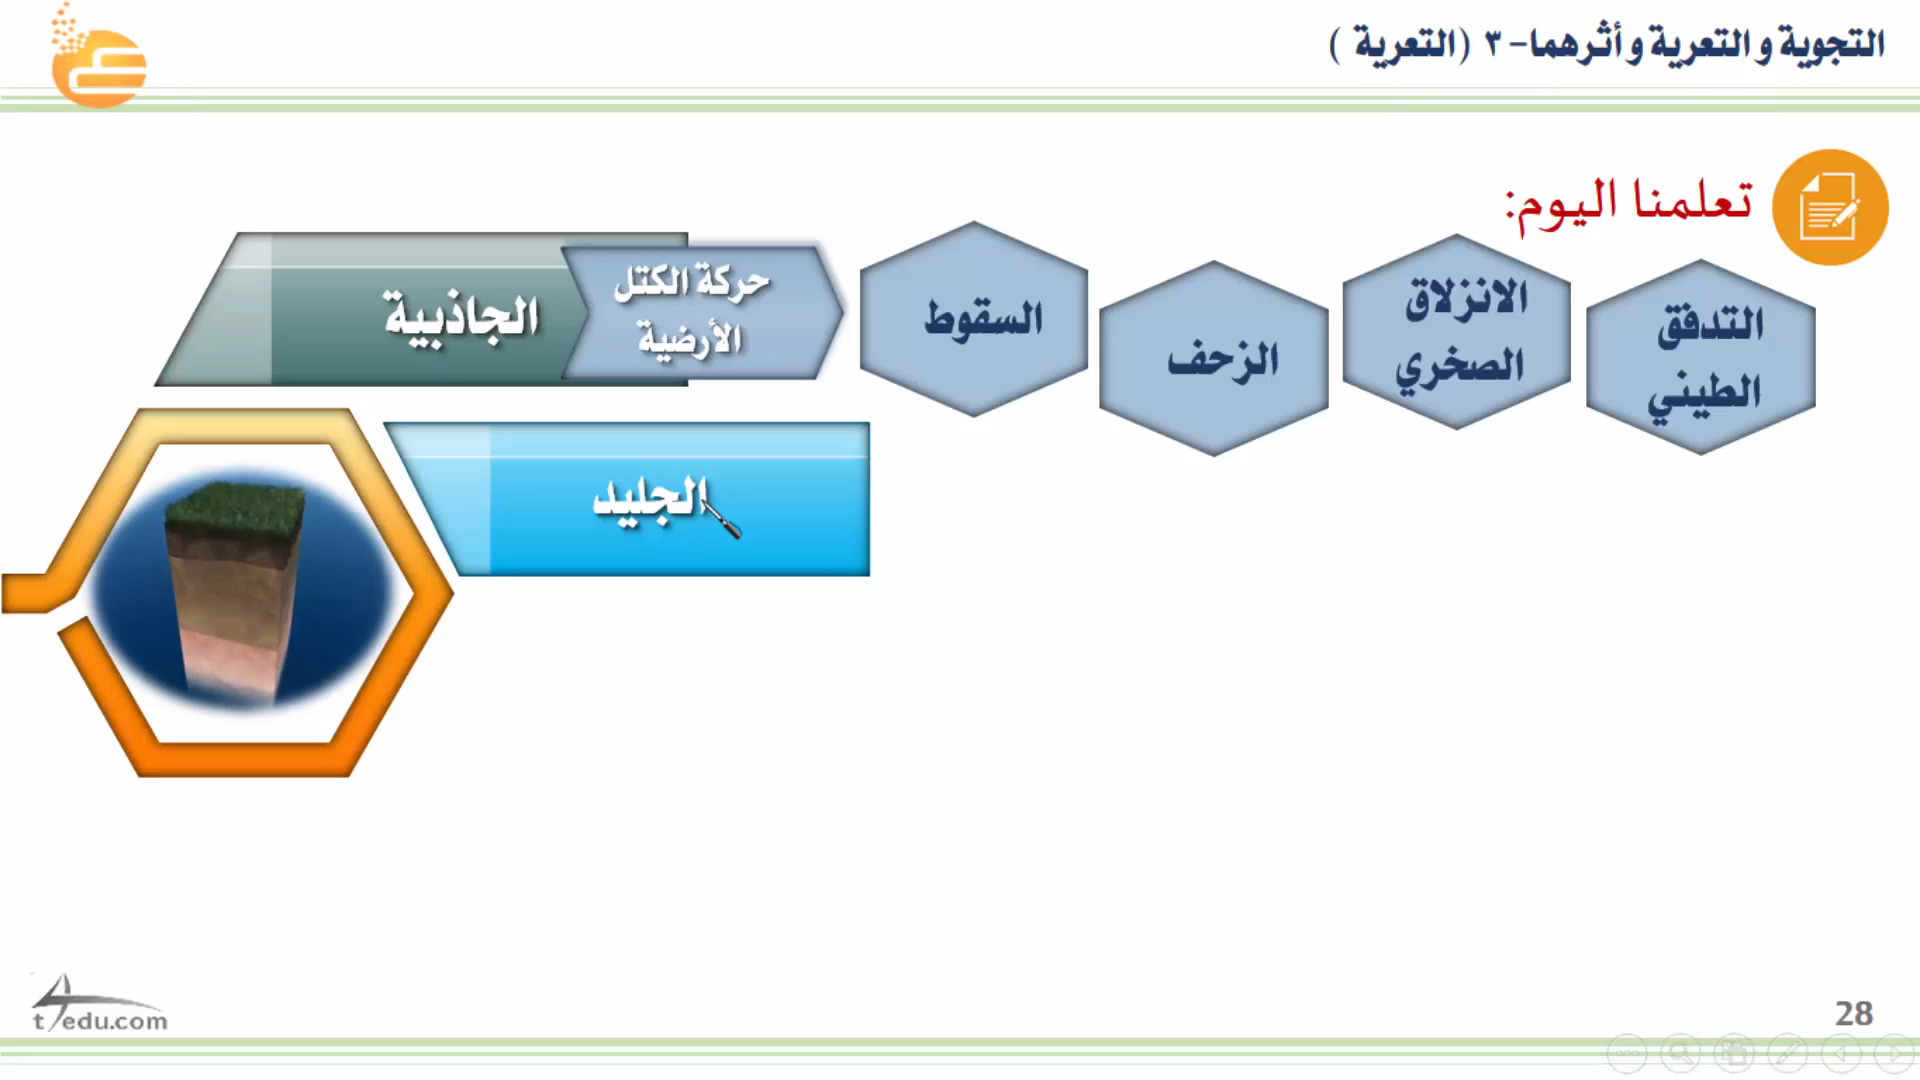 التجوية و التعرية و أثرهما- ٣ (التعرية )
تعلمنا اليوم:
الجاذبية
حركة الكتل
الأرضية
السقوط
الزحف
الانزلاق
الصخري
التدفق
الطيني
الجليد
t4edu.com
28